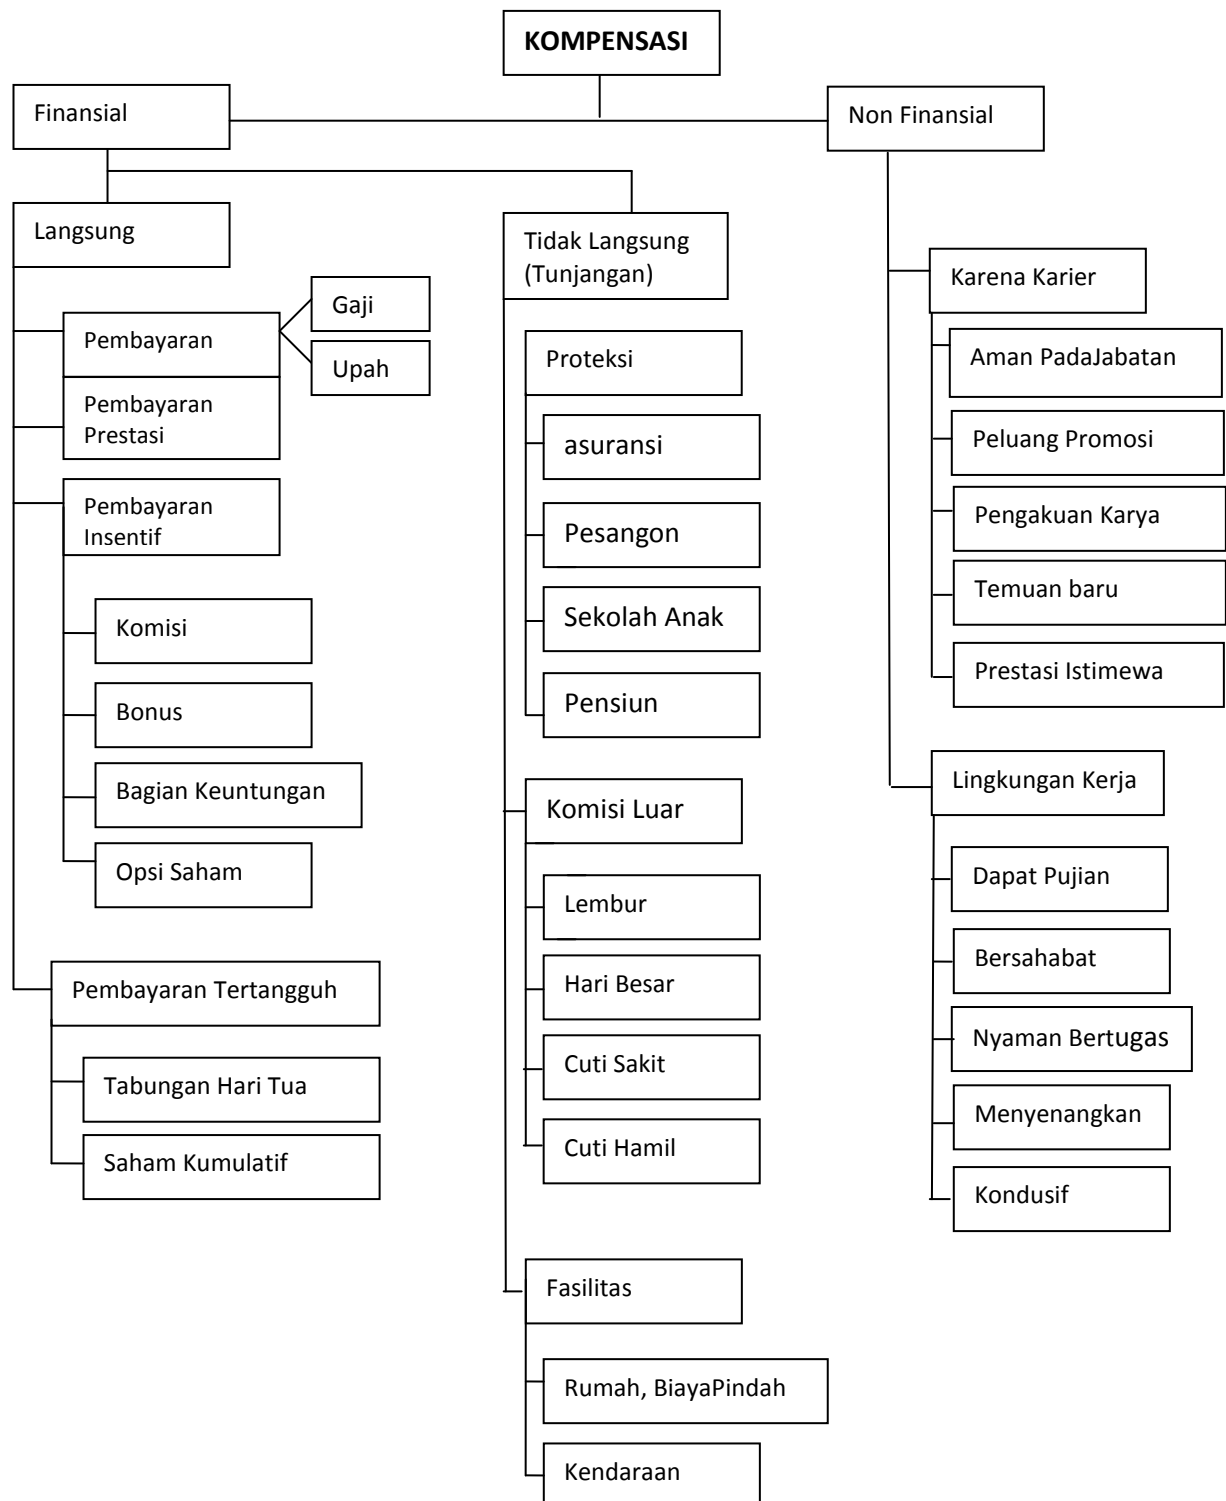 KOMPENSASI
Finansial
Non Finansial
Langsung
Pembayaran
Gaji
Upah
Pembayaran
Prestasi
Pembayaran
Insentif
Komisi
Bonus
Bagian Keuntungan
Opsi Saham
Pembayaran Tertangguh
Tabungan Hari Tua
Saham Kumulatif
Tidak Langsung
(Tunjangan)
Proteksi
asuransi
Pesangon
Sekolah Anak
Pensiun
Komisi Luar
Lembur
Hari Besar
Cuti Sakit
Cuti Hamil
Fasilitas
Rumah, BiayaPindah
Kendaraan
Karena Karier
Aman PadaJabatan
Peluang Promosi
Pengakuan Karya
Temuan baru
Prestasi Istimewa
Lingkungan Kerja
Dapat Pujian
Bersahabat
Nyaman Bertugas
Menyenangkan
Kondusif